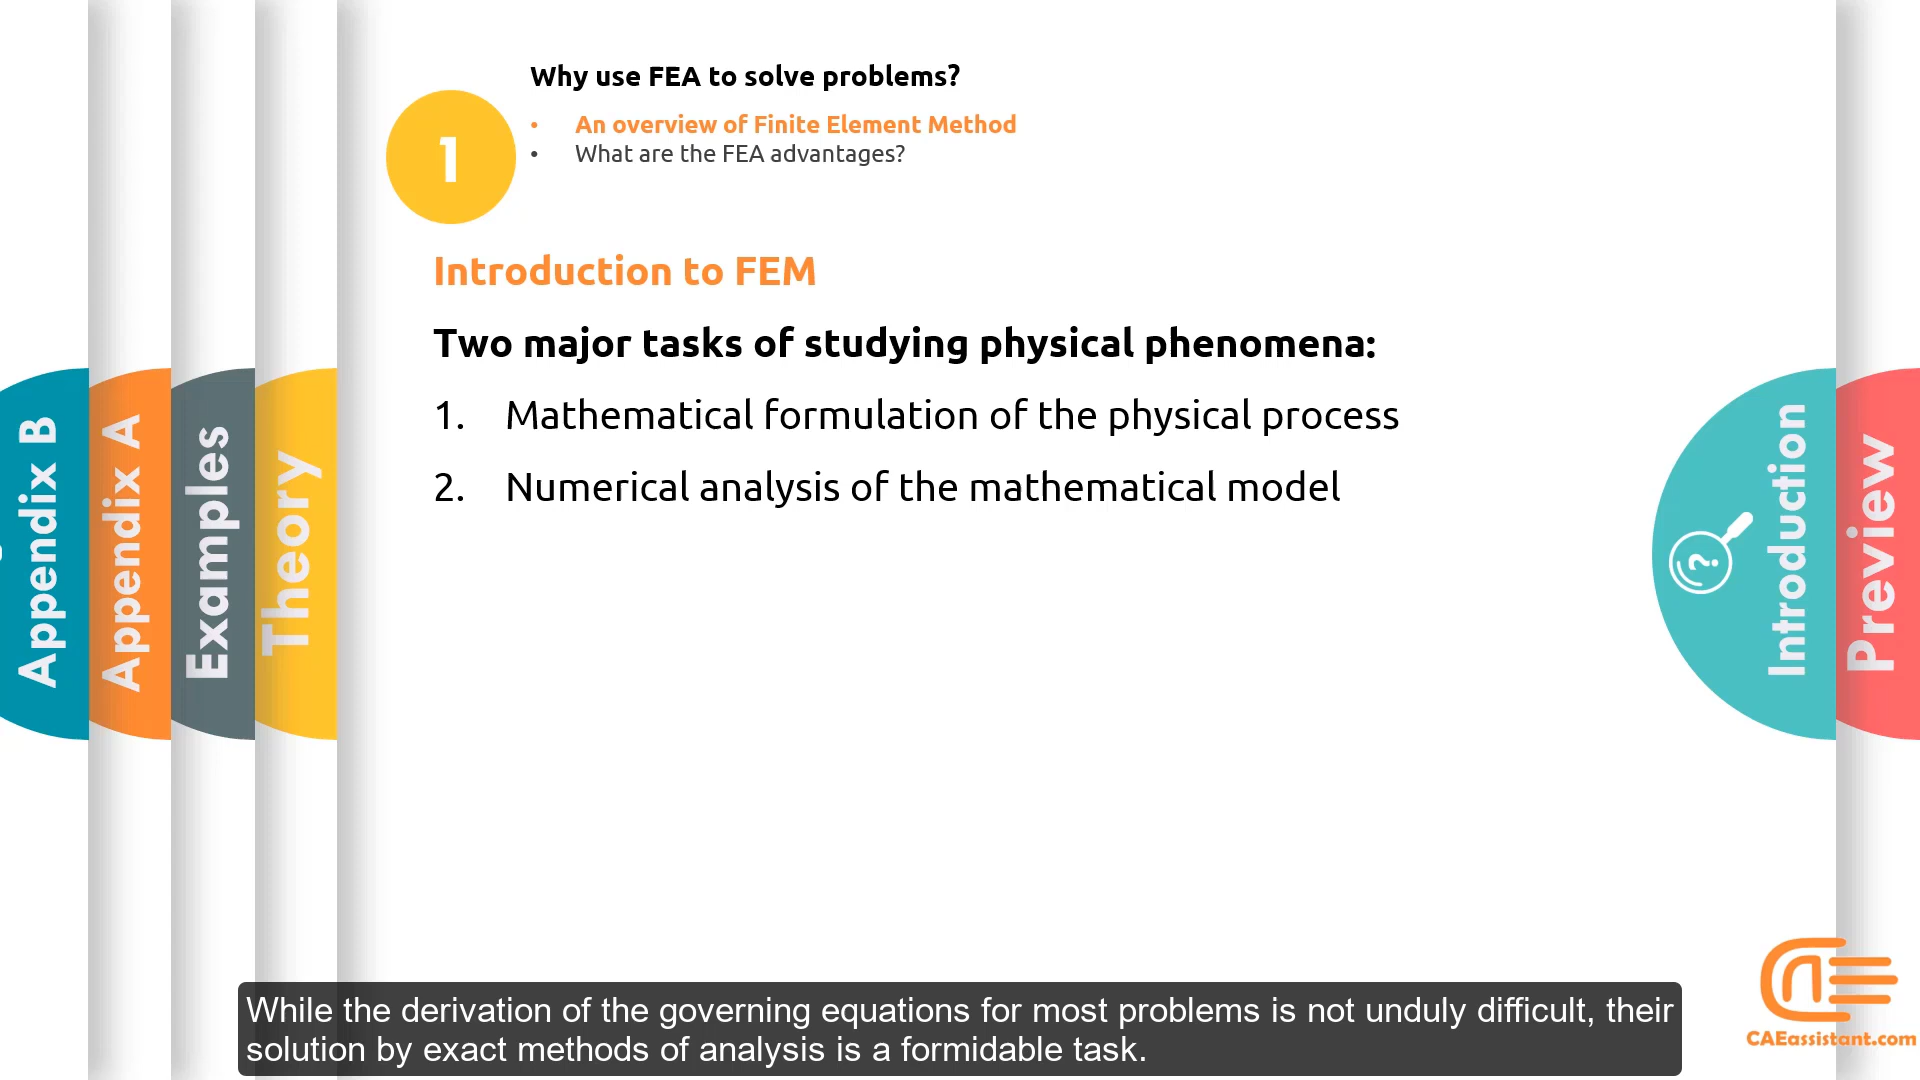 Why use FEA to solve problems?
1
• An overview of Finite Element Method
• What are the FEA advantages?
Introduction to FEM
Two major tasks of studying physical phenomena:
1. Mathematical formulation of the physical process
2. Numerical analysis of the mathematical model
Appendix B
Appendix A
Examples
Theory
?
Introduction
Preview
While the derivation of the governing equations for most problems is not unduly difficult, their
solution by exact methods of analysis is a formidable task.
CAEassistant.com